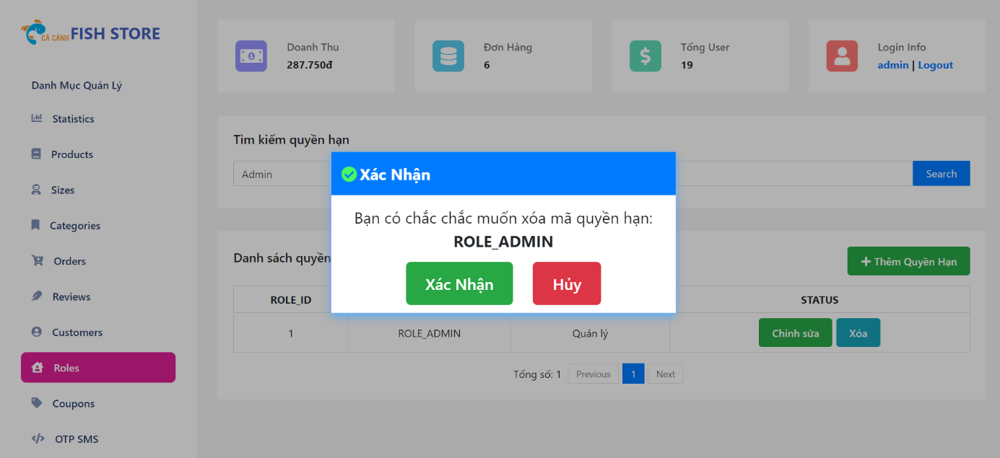 CÁ CẢNH FISH STORE
Danh Mục Quản Lý
Statistics
Products
Sizes
Categories
Orders
Reviews
Customers
Roles
Coupons
OTP SMS
Doanh Thu
287.750đ
Đơn Hàng
6
Tổng User
19
Login Info
admin | Logout
Tìm kiếm quyền hạn
Admin
Search
Xác Nhận
Bạn có chắc chắc muốn xóa mã quyền hạn:
ROLE_ADMIN
Xác Nhận Hủy
Danh sách quyền
Thêm Quyền Hạn
ROLE_ID STATUS
1 ROLE_ADMIN Quản lý Chỉnh sửa Xóa
Tổng số: 1 Previous 1 Next